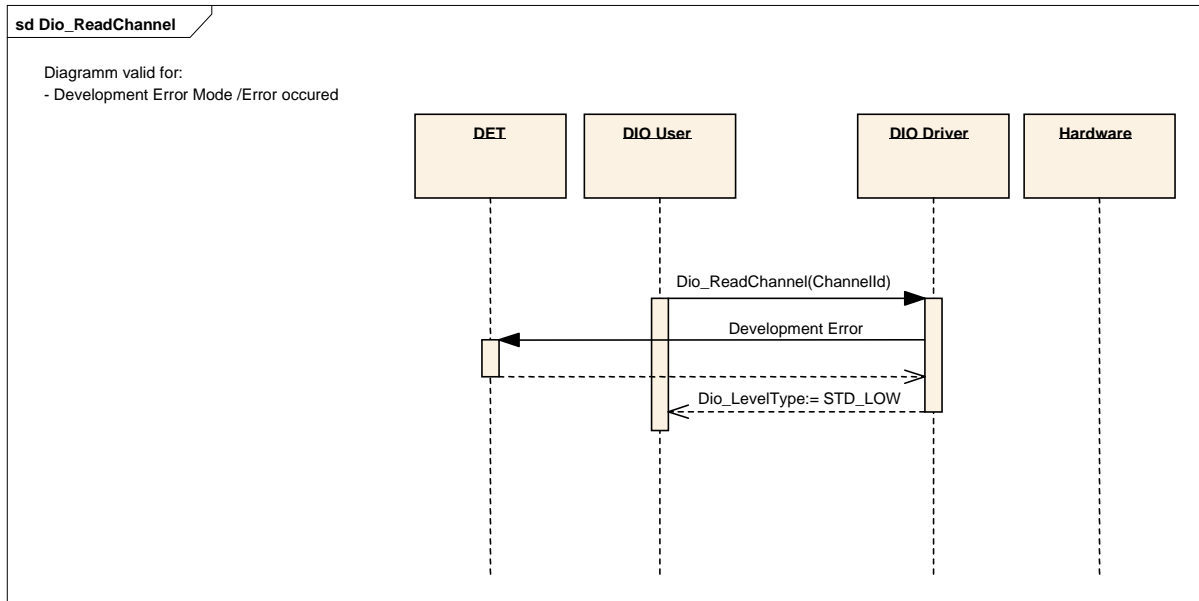 sd Dio_ReadChannel
Diagramm valid for:
- Development Error Mode /Error occured
DET
DIO User
DIO Driver
Hardware
Dio_ReadChannel(ChannelId)
Development Error
Dio_LevelType:= STD_LOW